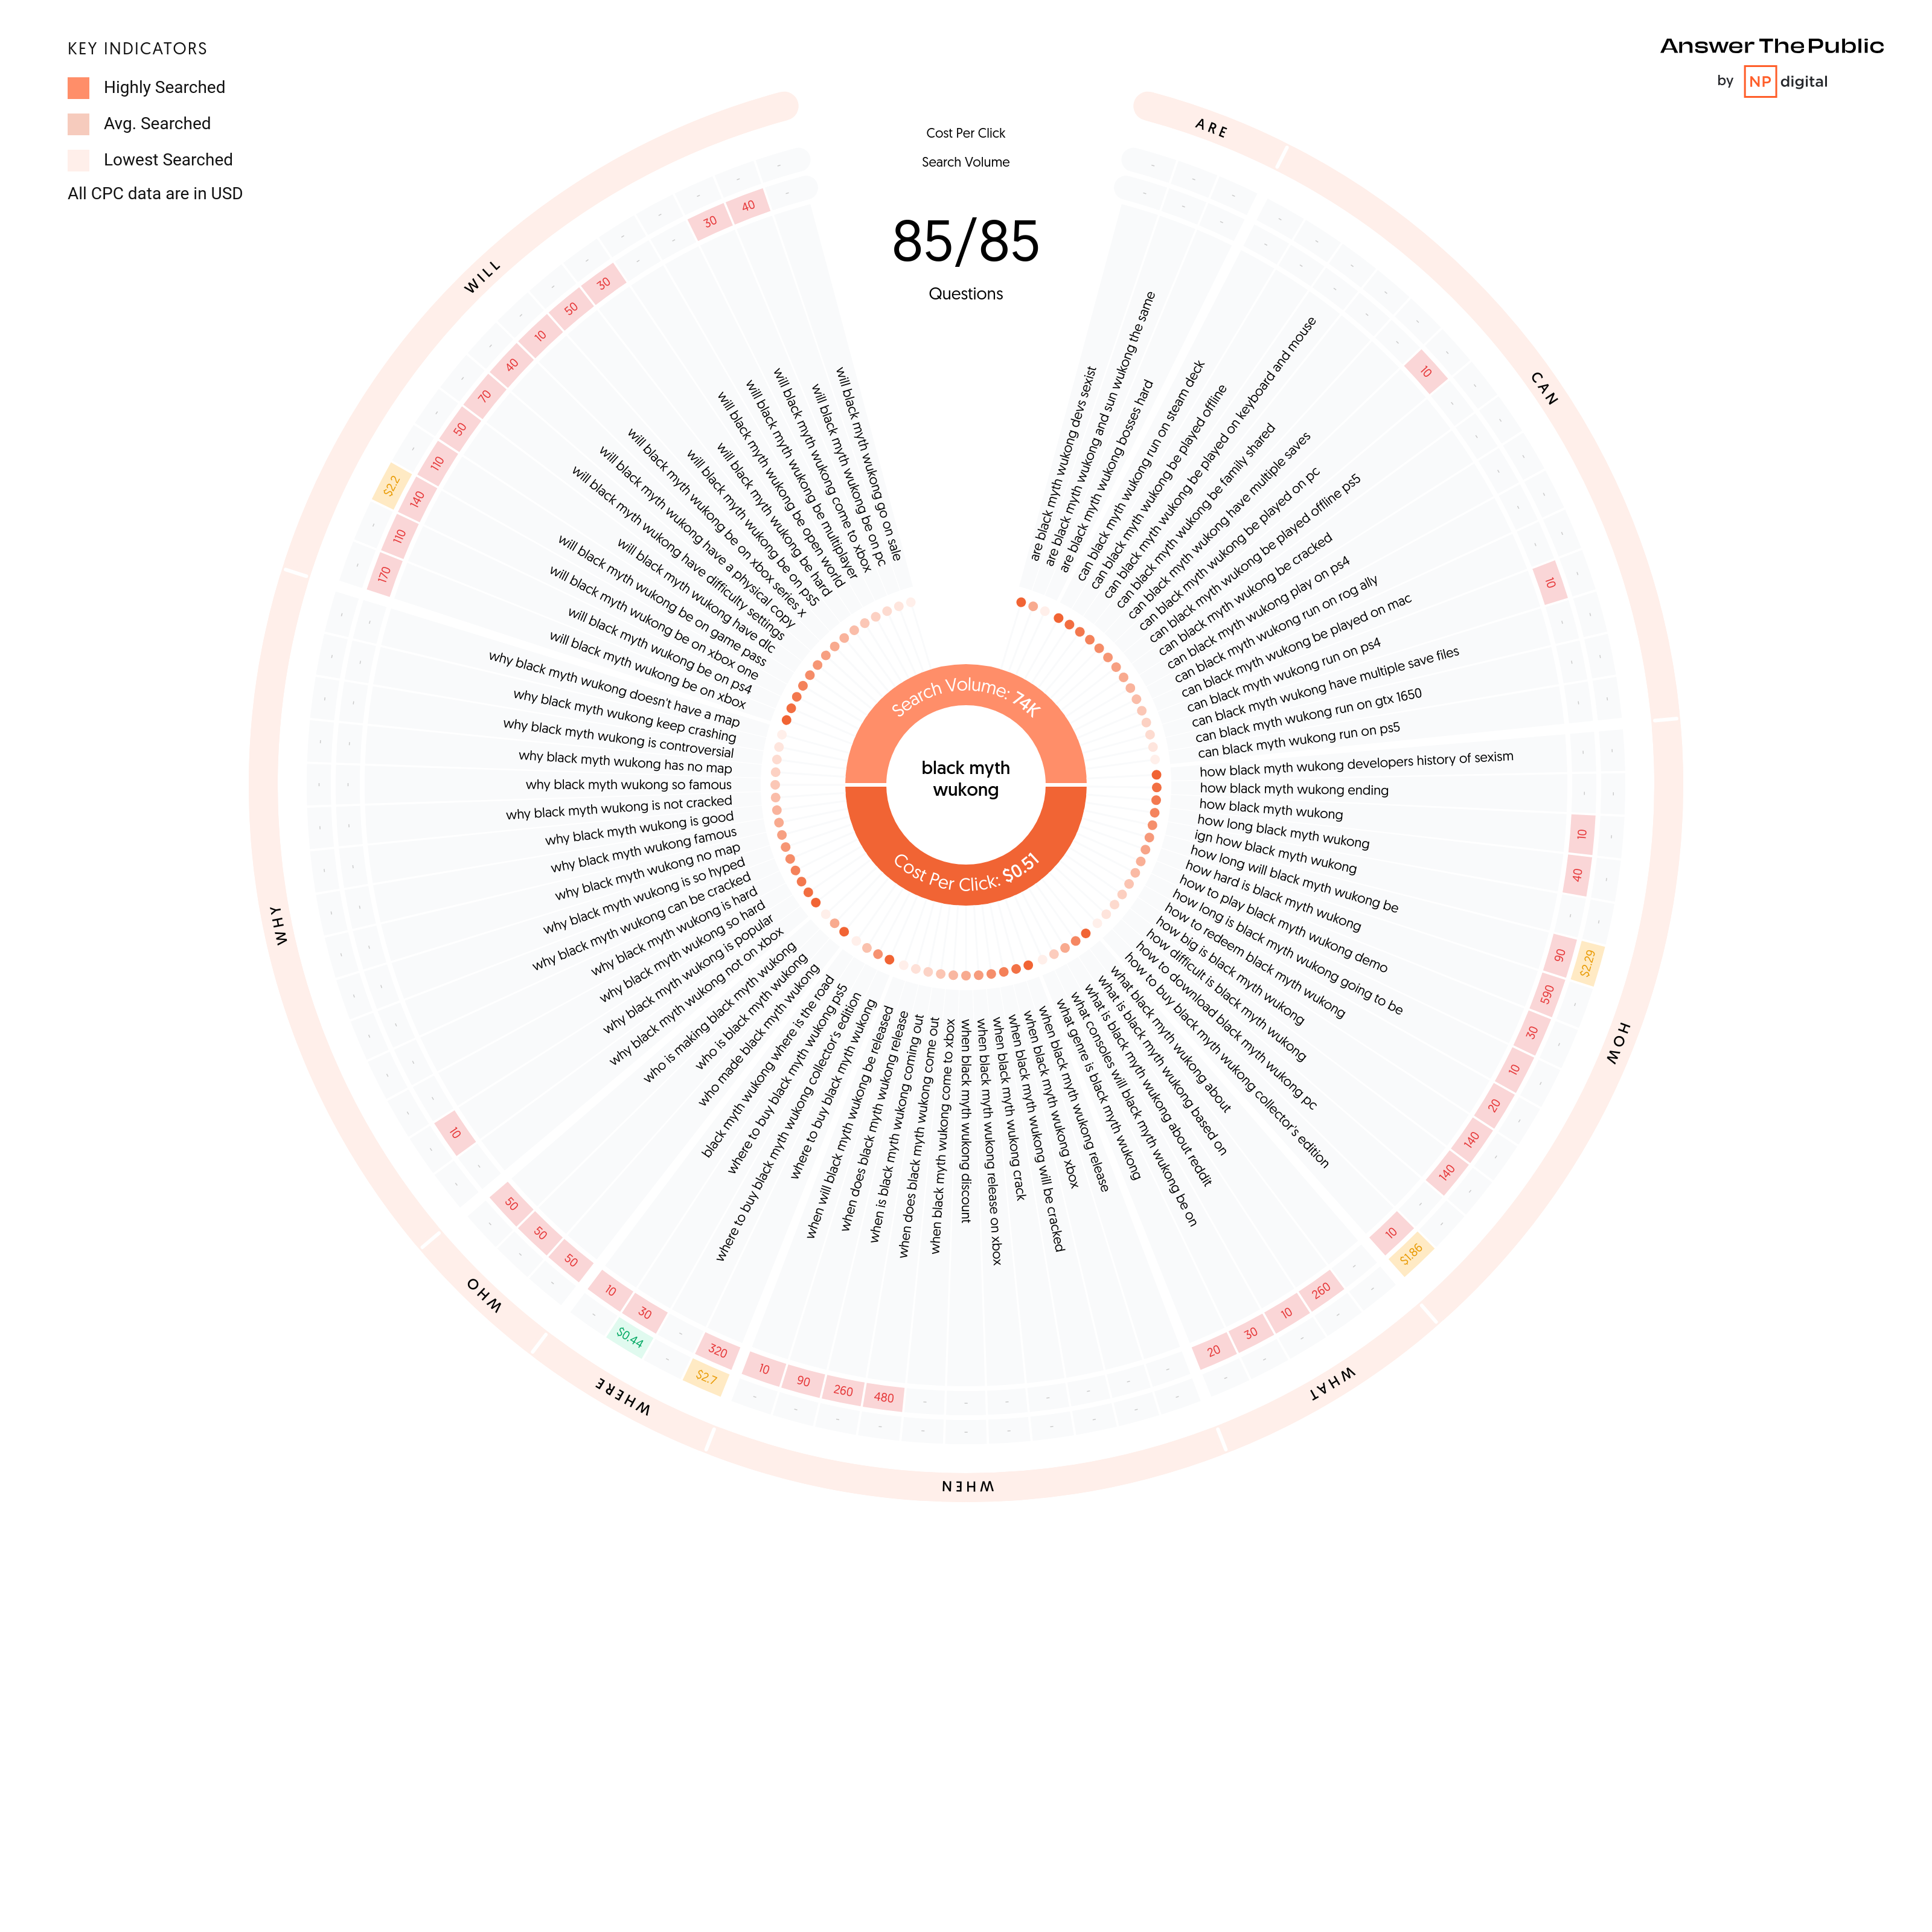 KEY INDICATORS
Highly Searched
Avg. Searched
Lowest Searched
All CPC data are in USD
Answer The Public
by NP digital
Cost Per Click
Search Volume
85/85
Questions
Search Volume: 74K
black myth
wukong
Cost Per Click: $0.51
ARE
are black myth wukong devs sexist
are black myth wukong and sun wukong the same
are black myth wukong bosses hard
CAN
can black myth wukong run on steam deck
can black myth wukong be played offline
can black myth wukong be played on keyboard and mouse
can black myth wukong be family shared
can black myth wukong have multiple saves
can black myth wukong be played on pc
can black myth wukong be played offline ps5
can black myth wukong be cracked
can black myth wukong play on ps4
can black myth wukong run on rog ally
can black myth wukong be played on mac
can black myth wukong run on ps4
can black myth wukong have multiple save files
can black myth wukong run on gtx 1650
can black myth wukong run on ps5
10
10
HOW
how black myth wukong developers history of sexism
how black myth wukong ending
how black myth wukong
how long black myth wukong
ign how black myth wukong
how long will black myth wukong be
how hard is black myth wukong
how to play black myth wukong demo
how long is black myth wukong going to be
how to redeem black myth wukong
how big is black myth wukong
how difficult is black myth wukong
how to download black myth wukong pc
how to buy black myth wukong collector's edition
10
40
90
$2.29
590
30
10
20
140
140
10
$1.86
WHAT
what black myth wukong about
what is black myth wukong based on
what is black myth wukong about reddit
what consoles will black myth wukong be on
what genre is black myth wukong
260
10
30
20
WHEN
when black myth wukong release
when black myth wukong xbox
when black myth wukong will be cracked
when black myth wukong crack
when black myth wukong release on xbox
when black myth wukong discount
when black myth wukong come to xbox
when does black myth wukong come out
when is black myth wukong coming out
when does black myth wukong release
when will black myth wukong be released
480
260
90
10
WHERE
where to buy black myth wukong
where to buy black myth wukong collector's edition
where to buy black myth wukong ps5
black myth wukong where is the road
320
$2.7
30
$0.44
10
WHO
who made black myth wukong
who is black myth wukong
who is making black myth wukong
50
50
50
WHY
why black myth wukong not on xbox
why black myth wukong is popular
why black myth wukong so hard
why black myth wukong is hard
why black myth wukong can be cracked
why black myth wukong is so hyped
why black myth wukong no map
why black myth wukong famous
why black myth wukong is good
why black myth wukong is not cracked
why black myth wukong so famous
why black myth wukong has no map
why black myth wukong is controversial
why black myth wukong keep crashing
why black myth wukong doesn't have a map
10
WILL
will black myth wukong be on xbox
will black myth wukong be on ps4
will black myth wukong be on xbox one
will black myth wukong be on game pass
will black myth wukong have dlc
will black myth wukong have difficulty settings
will black myth wukong have a physical copy
will black myth wukong be on xbox series x
will black myth wukong be on ps5
will black myth wukong be hard
will black myth wukong be open world
will black myth wukong be multiplayer
will black myth wukong come to xbox
will black myth wukong be on pc
will black myth wukong go on sale
170
110
140
$2.2
110
50
70
40
10
50
30
30
40